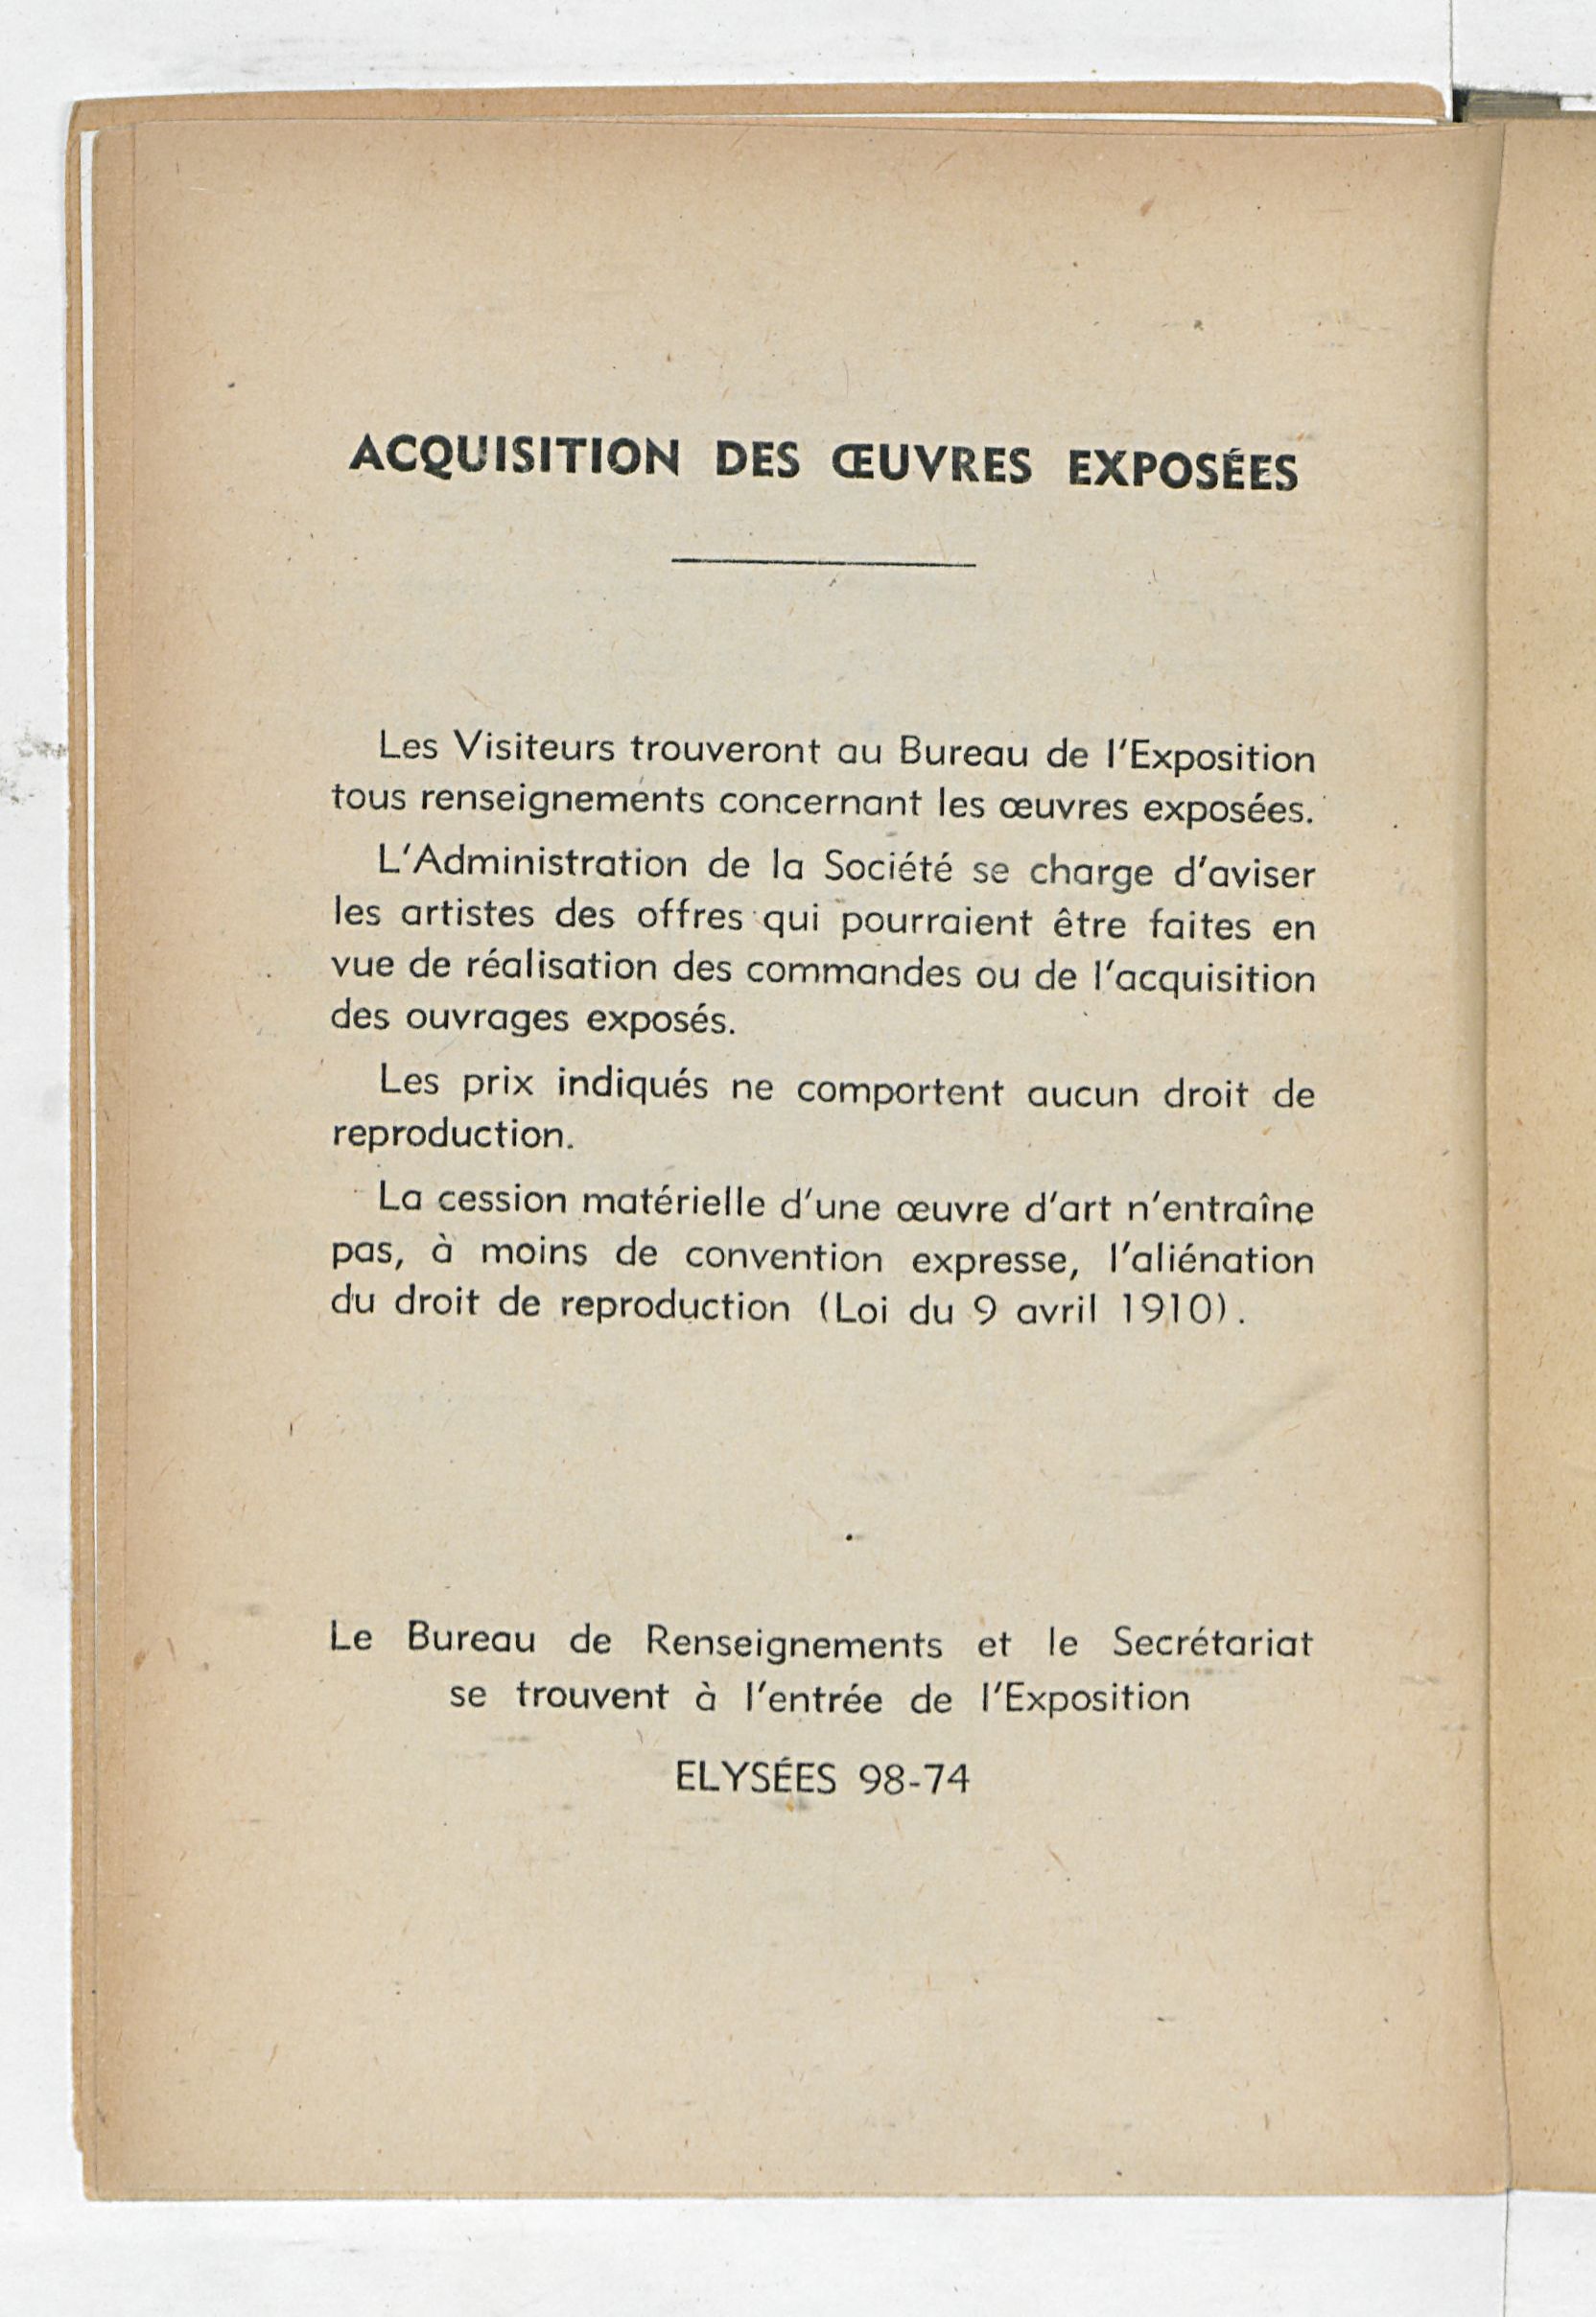 ACQUISITION DES ŒUVRES EXPOSÉES
Les Visiteurs trouveront au Bureau de l'Exposition
tous renseignements concernant les œuvres exposées.
L'Administration de la Société se charge d'aviser
les artistes des offres qui pourraient être faites en
vue de réalisation des commandes ou de l'acquisition
des ouvrages exposés.
Les prix indiqués ne comportent aucun droit de
reproduction.
La cession matérielle d'une œuvre d'art n'entraîne
pas, à moins de convention expresse, l'aliénation
du droit de reproduction (Loi du 9 avril 1910).
Le Bureau de Renseignements et le Secrétariat
se trouvent à l'entrée de l'Exposition
ELYSÉES 98-74